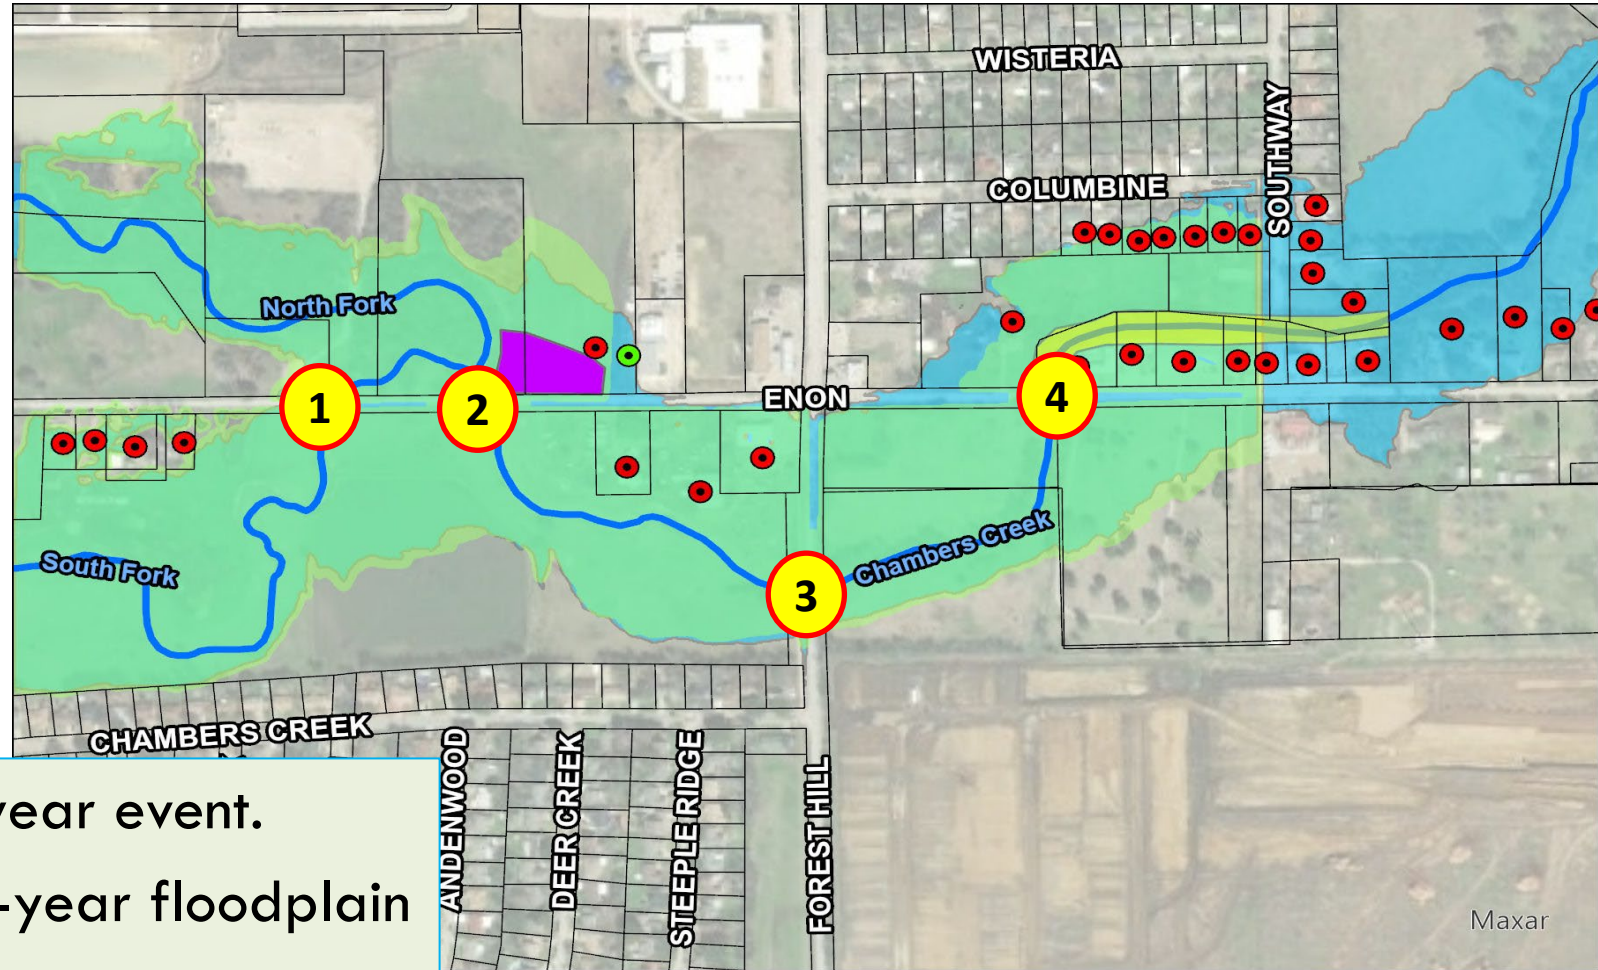 WISTERIA
SOUTHWAY
COLUMBINE
North Fork
1
2
ENON
4
South Fork
Chambers Creek
3
CHAMBERS CREEK
ANDENWOOD
DEER CREEK
STEEPLE RIDGE
FOREST HILL
year event.
-year floodplain
Maxar